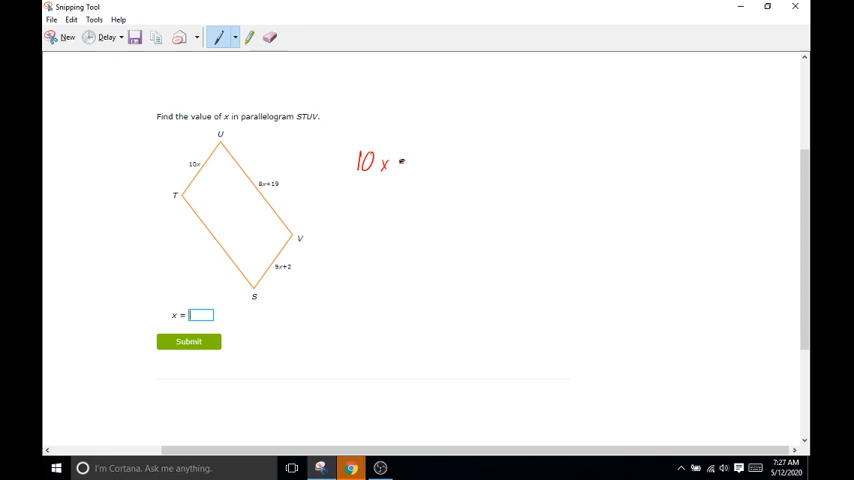 Snipping Tool
File Edit Tools Help
New Delay
Find the value of x in parallelogram STUV.
U
10x
8x+19
T
V
9x+2
S
x =
Submit
10x =
I'm Cortana. Ask me anything.
7:27 AM
5/12/2020